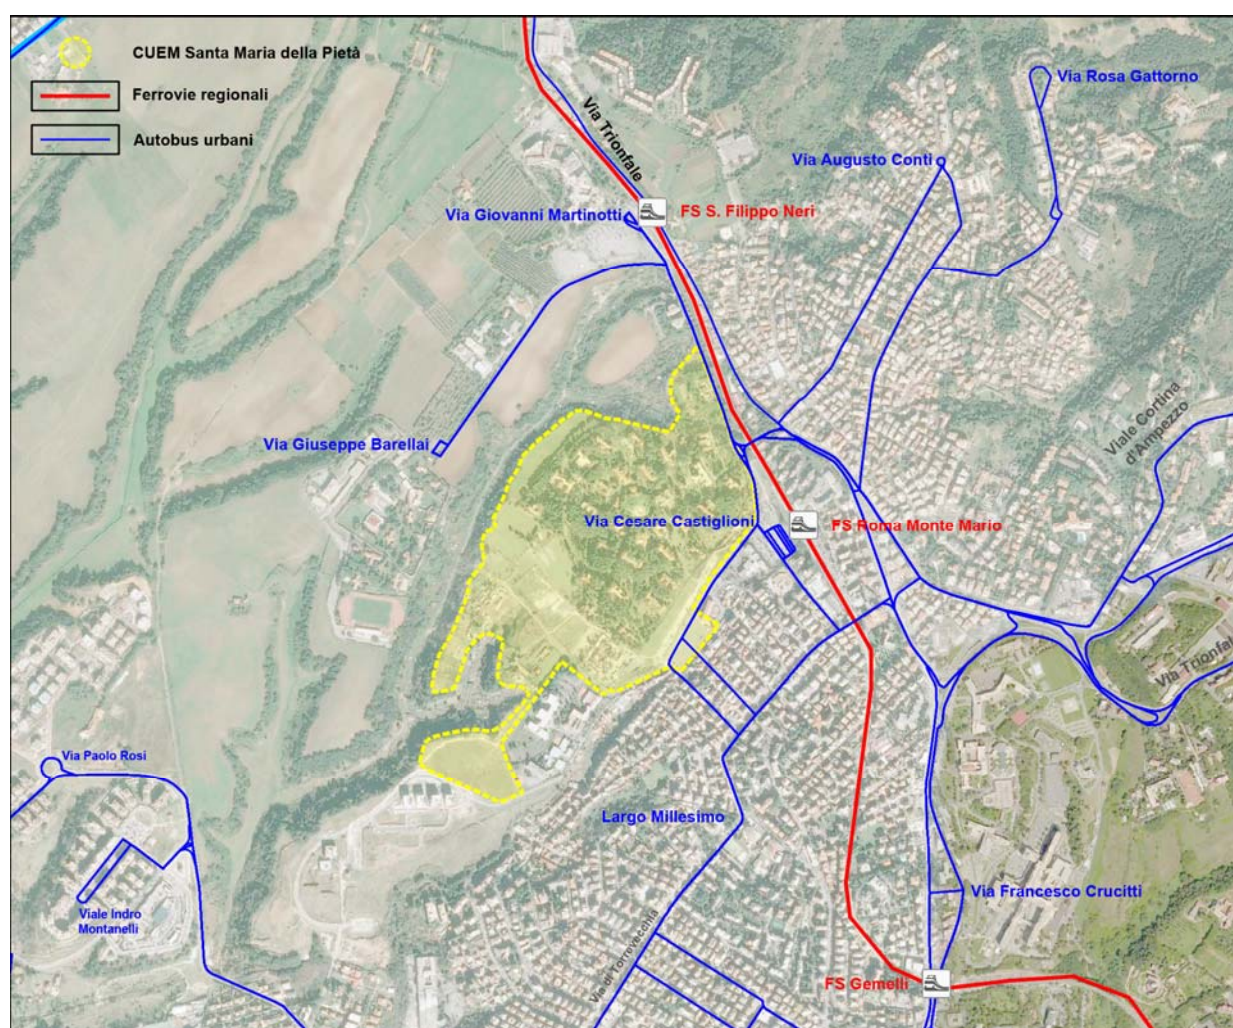 CUEM Santa Maria della Pietà
Ferrovie regionali
Autobus urbani
Via Rosa Gattorno
Via Trionfale
Via Augusto Conti
Via Giovanni Martinotti
FS S. Filippo Neri
Viale Cortina
d'Ampezzo
Via Giuseppe Barellai
Via Cesare Castiglioni
FS Roma Monte Mario
Via Trionfal
Via Paolo Rosi
Largo Millesimo
Via Francesco Crucitti
Viale Indro
Montanelli
Via di Torrevecchia
FS Gemelli